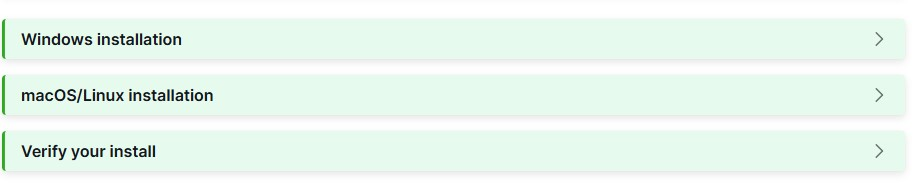 Windows installation
macOS/Linux installation
Verify your install